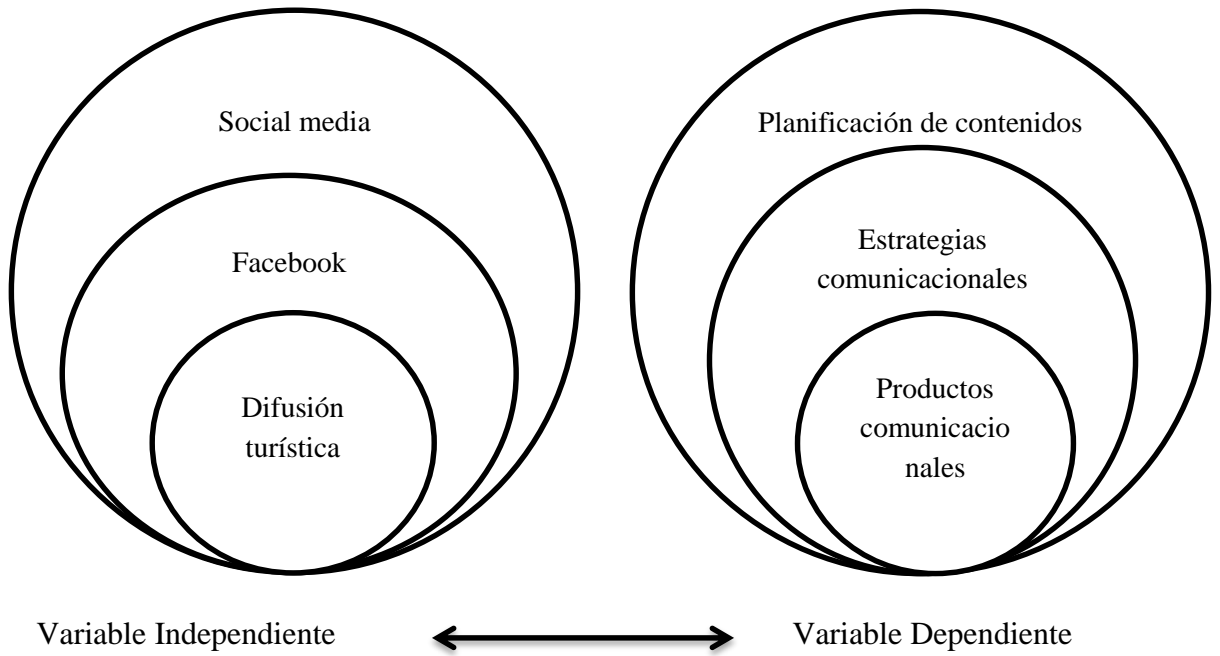 Social media
Facebook
Difusión
turística
Planificación de contenidos
Estrategias
comunicacionales
Productos
comunicacio
nales
Variable Independiente
Variable Dependiente